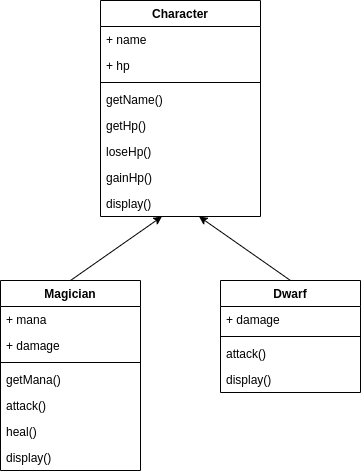 Character
+ name
+ hp
getName()
getHp()
loseHp()
gainHp()
display()
Magician
+ mana
+ damage
getMana()
attack()
heal()
display()
Dwarf
+ damage
attack()
display()